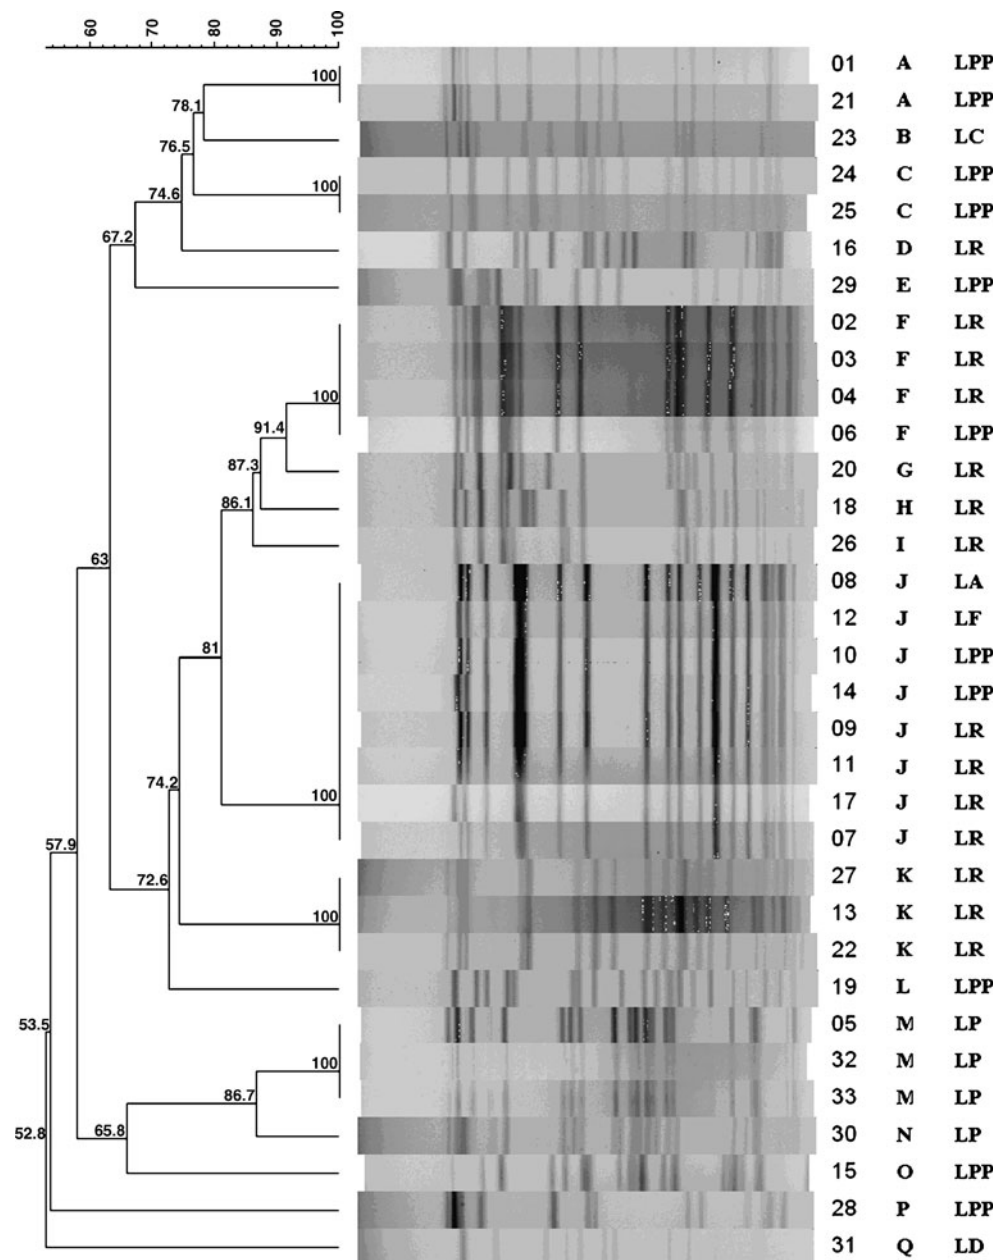 60 70 80 90 100
100 01 A LPP
78.1 21 A LPP
76.5 23 B LC
100 24 C LPP
74.6 25 C LPP
67.2 16 D LR
29 E LPP
02 F LR
03 F LR
100 04 F LR
91.4 06 F LPP
87.3 20 G LR
86.1 18 H LR
26 I LR
63 08 J LA
12 J LF
81 10 J LPP
14 J LPP
09 J LR
74.2 11 J LR
100 17 J LR
57.9 07 J LR
72.6 27 K LR
100 13 K LR
22 K LR
19 L LPP
53.5 05 M LP
100 32 M LP
86.7 33 M LP
52.8 65.8 30 N LP
15 O LPP
28 P LPP
31 Q LD